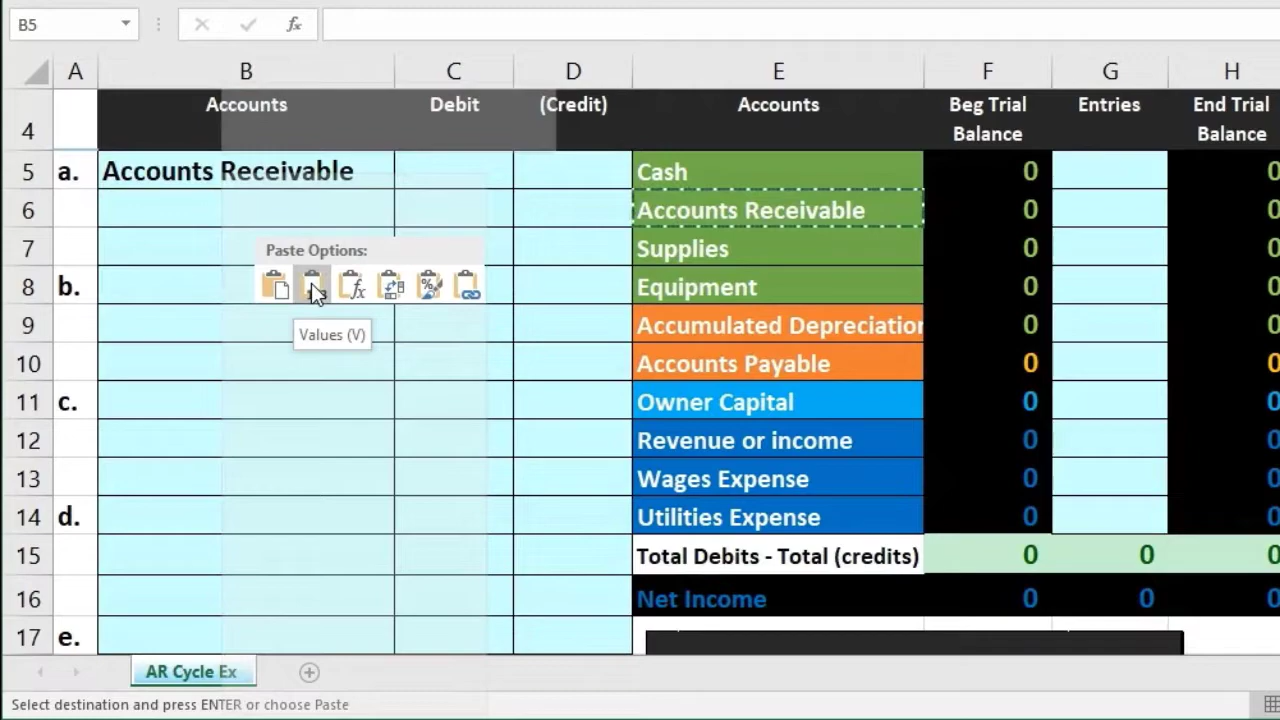 B5 fx
A B C D E F G H
4 Accounts Debit (Credit) Accounts Beg Trial Balance Entries End Trial Balance
5 a. Accounts Receivable Cash 0 0
6 Accounts Receivable 0 0
7 Supplies 0 0
Paste Options:
8 b. Equipment 0 0
Values (V)
9 Accumulated Depreciation 0 0
10 Accounts Payable 0 0
11 c. Owner Capital 0 0
12 Revenue or income 0 0
13 Wages Expense 0 0
14 d. Utilities Expense 0 0
15 Total Debits - Total (credits) 0 0 0
16 Net Income 0 0 0
17 e.
AR Cycle Ex
Select destination and press ENTER or choose Paste